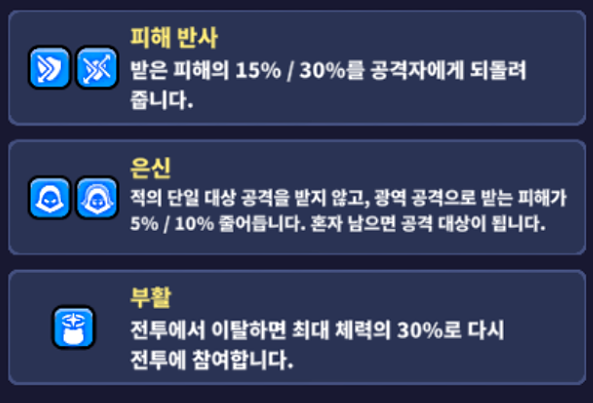 피해 반사
받은 피해의 15% / 30%를 공격자에게 되돌려
줍니다.
은신
적의 단일 대상 공격을 받지 않고, 광역 공격으로 받는 피해가
5% / 10% 줄어듭니다. 혼자 남으면 공격 대상이 됩니다.
부활
전투에서 이탈하면 최대 체력의 30%로 다시
전투에 참여합니다.